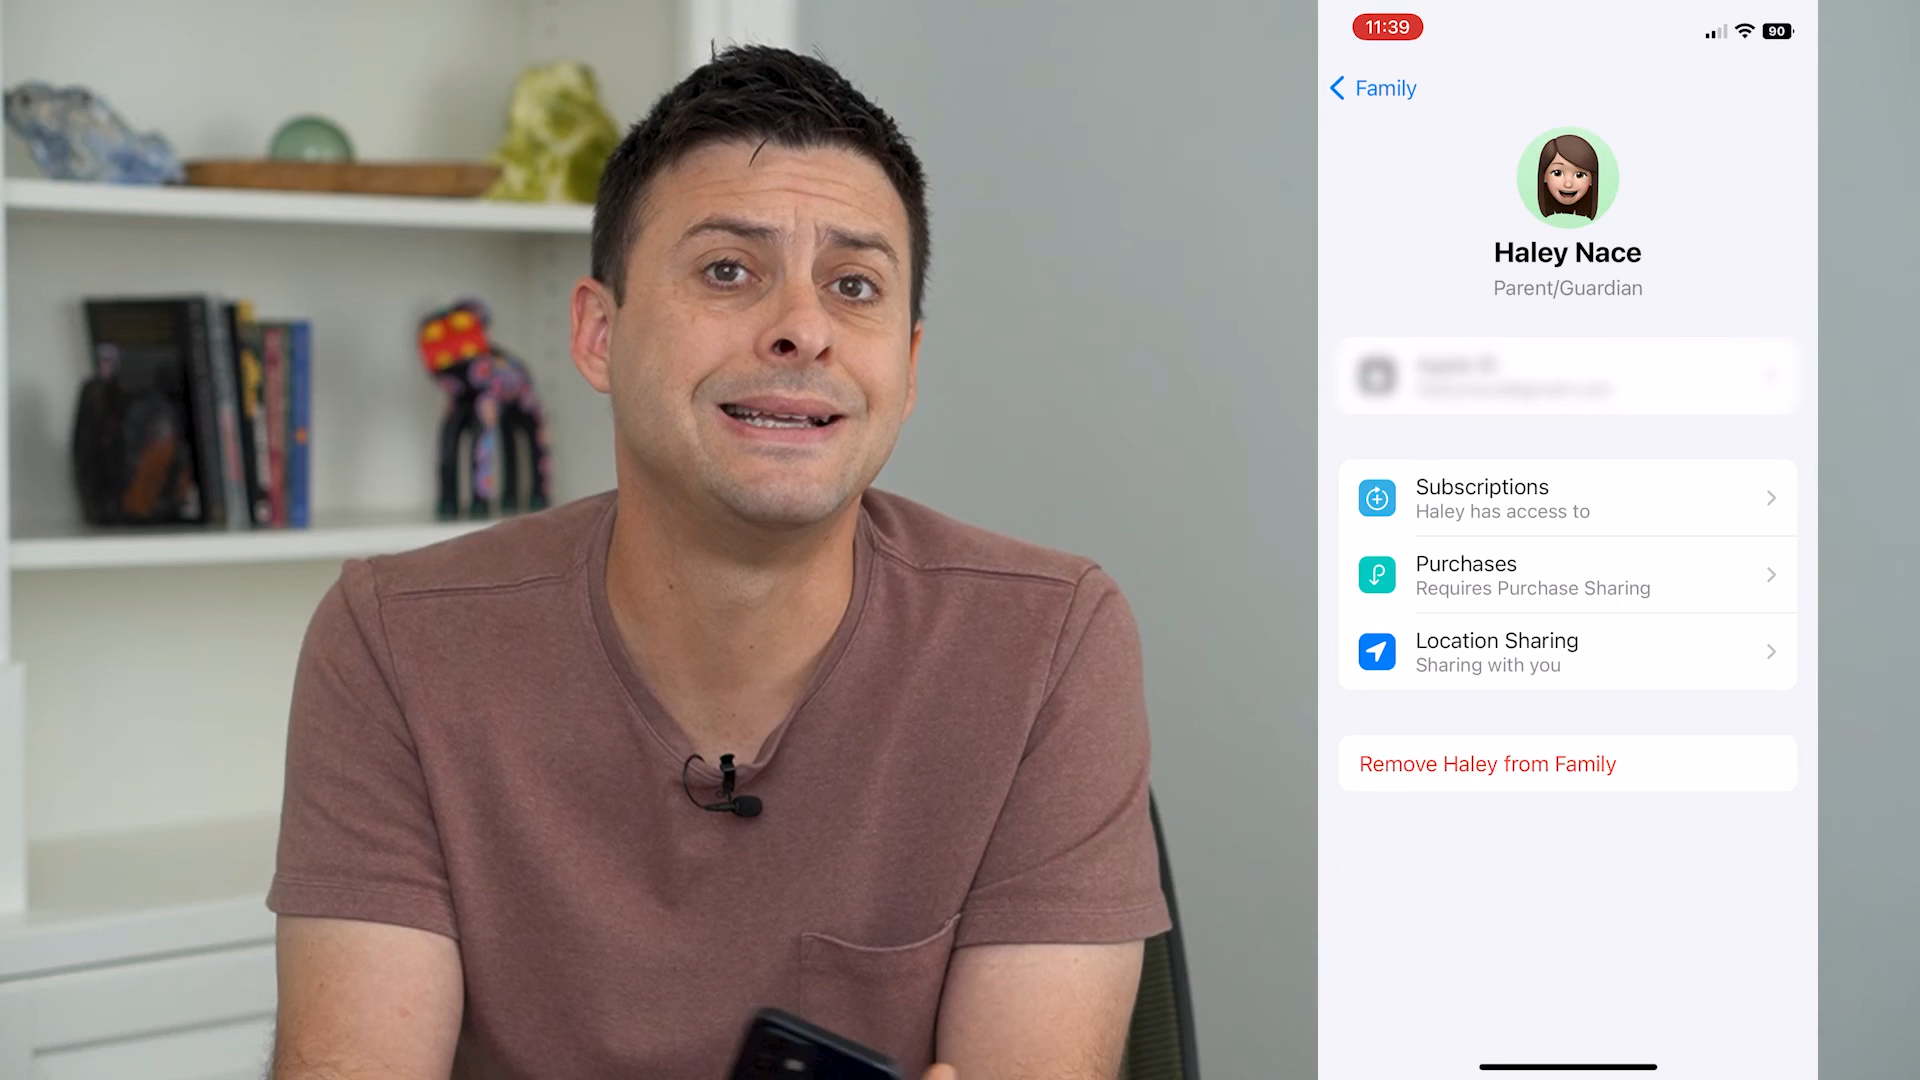 11:39
90
Family
Haley Nace
Parent/Guardian
Subscriptions
Haley has access to
Purchases
Requires Purchase Sharing
Location Sharing
Sharing with you
Remove Haley from Family